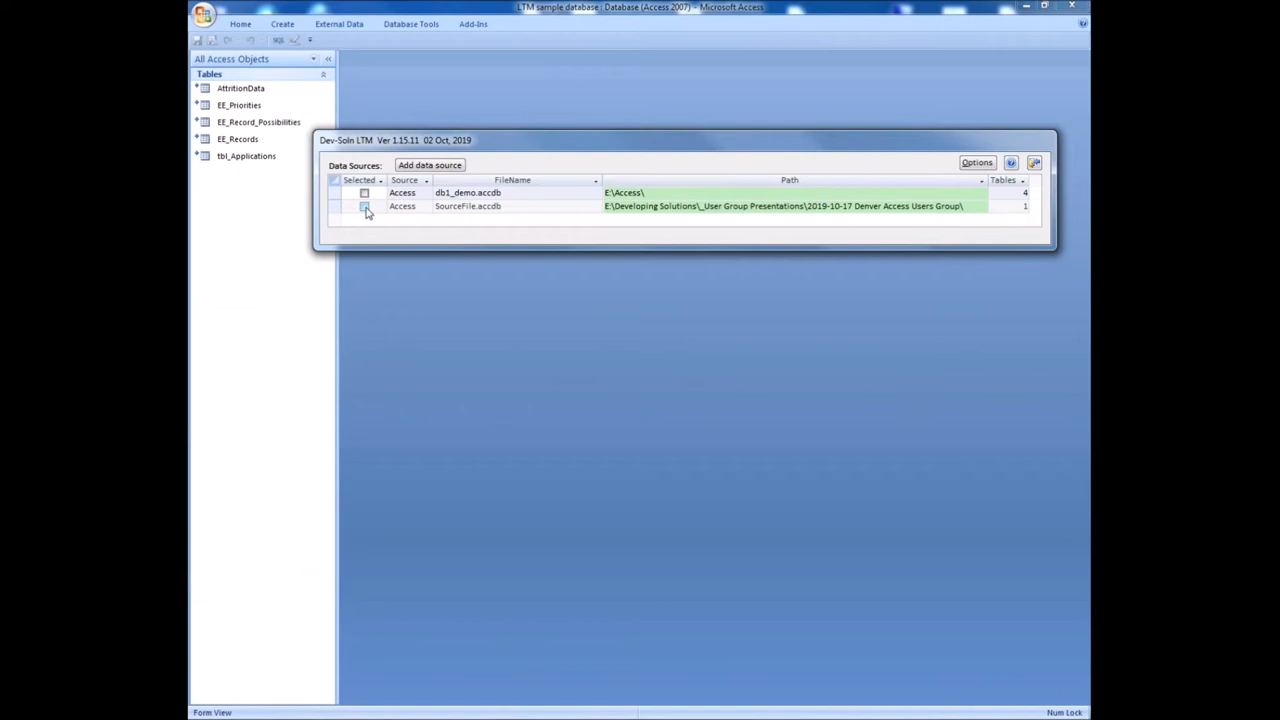 LTM sample database : Database (Access 2007) - Microsoft Access
Home Create External Data Database Tools Add-Ins
SQL
All Access Objects
Tables
AttritionData
EE_Priorities
EE_Record_Possibilities
EE_Records
tbl_Applications
Dev-Soln LTM Ver 1.15.11 02 Oct, 2019
Data Sources: Add data source Options
Selected Source FileName Path Tables
Access db1_demo.accdb E:\Access\ 4
Access SourceFile.accdb E:\Developing Solutions\_User Group Presentations\2019-10-17 Denver Access Users Group\ 1
Form View Num Lock